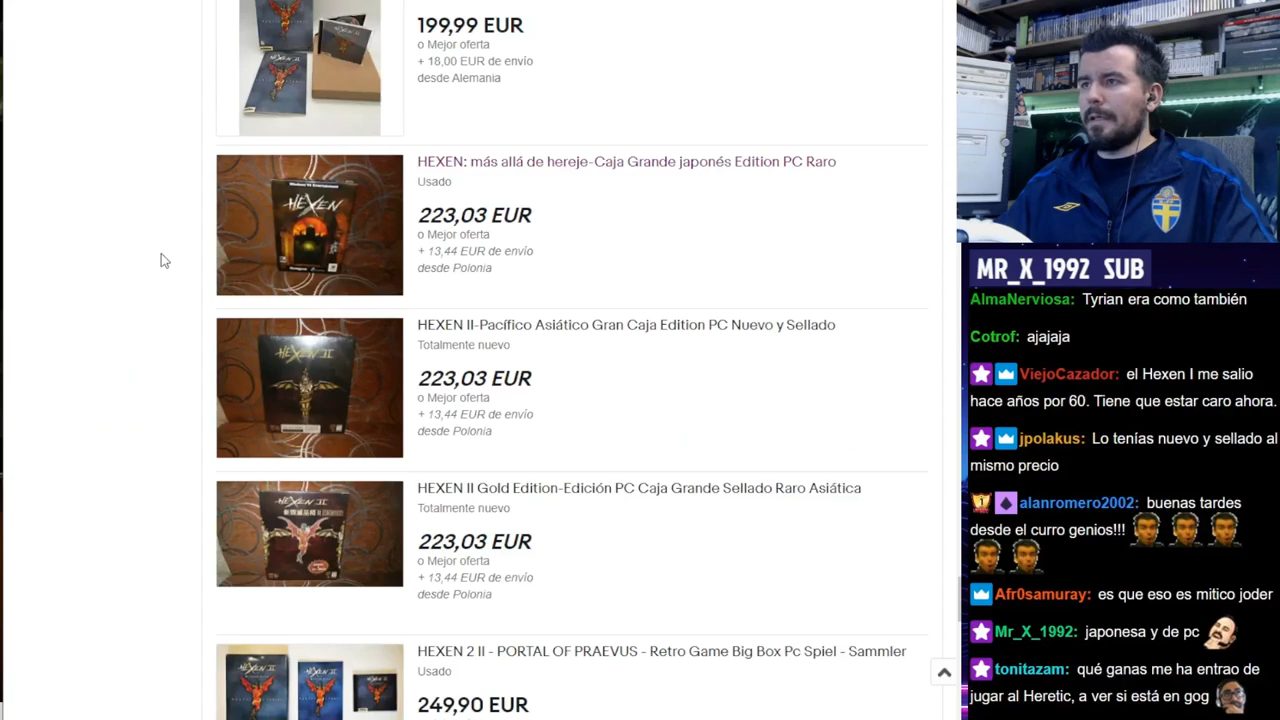 199,99 EUR
o Mejor oferta
+ 18,00 EUR de envío
desde Alemania
HEXEN: más allá de hereje-Caja Grande japonés Edition PC Raro
Usado
223,03 EUR
o Mejor oferta
+ 13,44 EUR de envío
desde Polonia
HEXEN
HEXEN II-Pacífico Asiático Gran Caja Edition PC Nuevo y Sellado
Totalmente nuevo
223,03 EUR
o Mejor oferta
+ 13,44 EUR de envío
desde Polonia
HEXEN II
HEXEN II Gold Edition-Edición PC Caja Grande Sellado Raro Asiática
Totalmente nuevo
223,03 EUR
o Mejor oferta
+ 13,44 EUR de envío
desde Polonia
HEXEN II
HEXEN 2 II - PORTAL OF PRAEVUS - Retro Game Big Box Pc Spiel - Sammler
Usado
249,90 EUR
MR_X_1992 SUB
AlmaNerviosa: Tyrian era como también
Cotrof: ajajaja
ViejoCazador: el Hexen I me salio
hace años por 60. Tiene que estar caro ahora.
jpolakus: Lo tenías nuevo y sellado al
mismo precio
alanromero2002: buenas tardes
desde el curro genios!!!
Afr0samuray: es que eso es mitico joder
Mr_X_1992: japonesa y de pc
tonitazam: qué ganas me ha entrao de
jugar al Heretic, a ver si está en gog